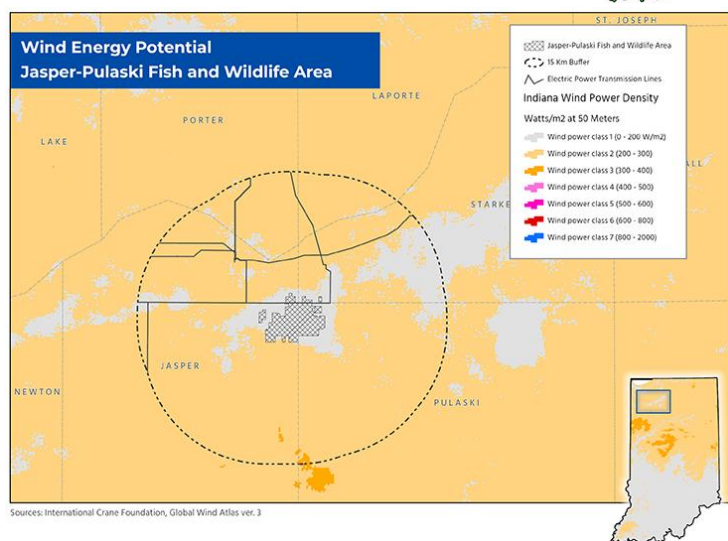 ST. JOSEPH
Wind Energy Potential
Jasper-Pulaski Fish and Wildlife Area
LAPORTE
PORTER
LAKE
Jasper-Pulaski Fish and Wildlife Area
15 Km Buffer
Electric Power Transmission Lines
Indiana Wind Power Density
Watts/m2 at 50 Meters
Wind power class 1 (0 - 200 W/m2)
Wind power class 2 (200 - 300)
Wind power class 3 (300 - 400)
Wind power class 4 (400 - 500)
Wind power class 5 (500 - 600)
Wind power class 6 (600 - 800)
Wind power class 7 (800 - 2000)
STARKE
JASPER
NEWTON
PULASKI
Sources: International Crane Foundation, Global Wind Atlas ver. 3